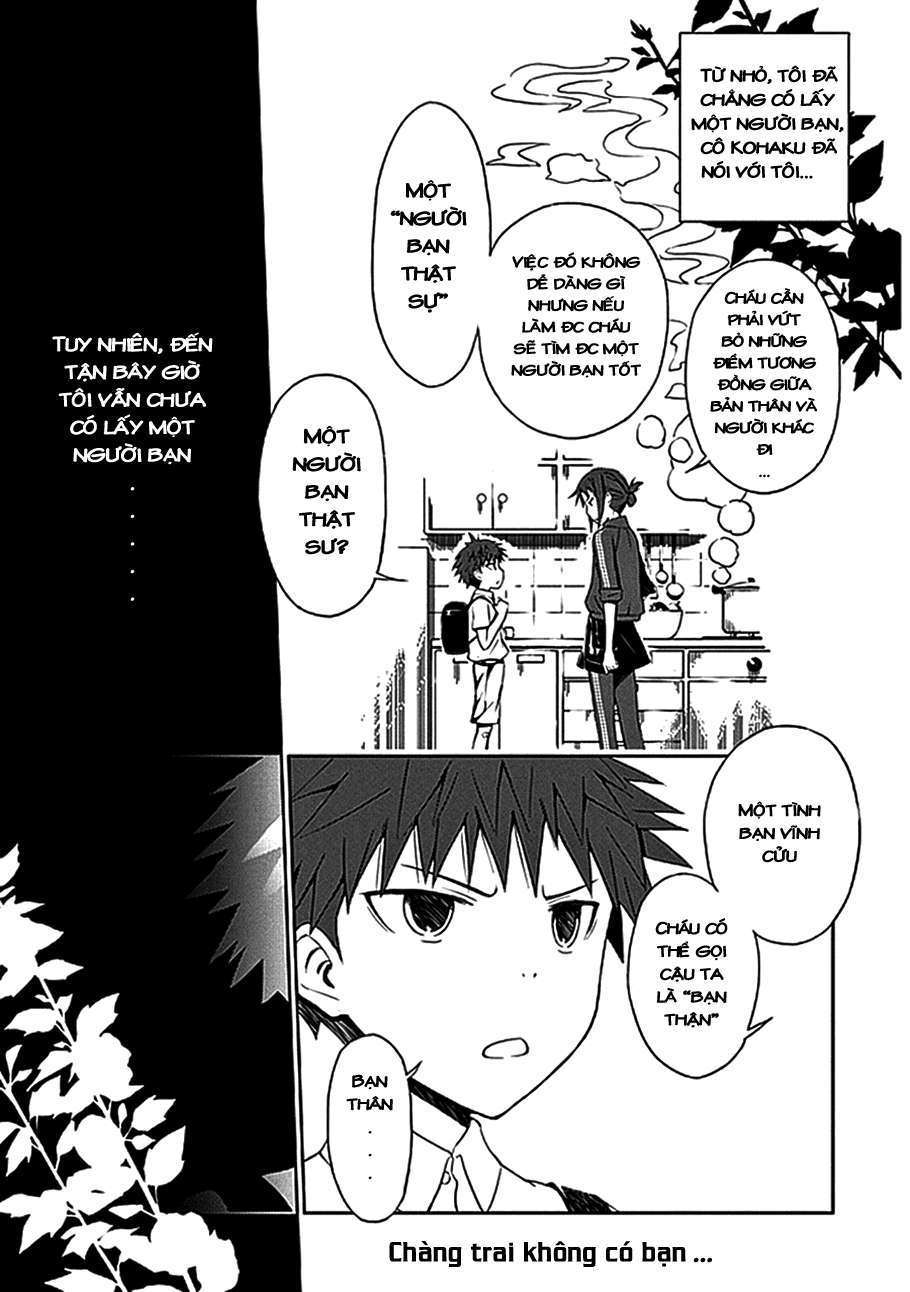 TỪ NHỎ, TÔI ĐÃ
CHẲNG CÓ LẤY
MỘT NGƯỜI BẠN,
CÔ KOHAKU ĐÃ
NÓI VỚI TÔI...
CHÁU CẦN
PHẢI VỨT
BỎ NHỮNG
ĐIỂM TƯƠNG
ĐỒNG GIỮA
BẢN THÂN VÀ
NGƯỜI KHÁC
ĐI
...
VIỆC ĐÓ KHÔNG
DỄ DÀNG GÌ
NHƯNG NẾU
LÀM ĐC CHÁU
SẼ TÌM ĐC MỘT
NGƯỜI BẠN TỐT
MỘT
"NGƯỜI
BẠN
THẬT
SỰ"
MỘT
NGƯỜI
BẠN
THẬT
SƯ?
MỘT TÌNH
BẠN VĨNH
CỬU
CHÁU CÓ
THỂ GỌI
CẬU TA
LÀ "BẠN
THẬN"
BẠN
THÂN
.
.
.
TUY NHIÊN, ĐẾN
TẬN BÂY GIỜ
TÔI VẪN CHƯA
CÓ LẤY MỘT
NGƯỜI BẠN
.
.
.
.
.
Chàng trai không có bạn ...